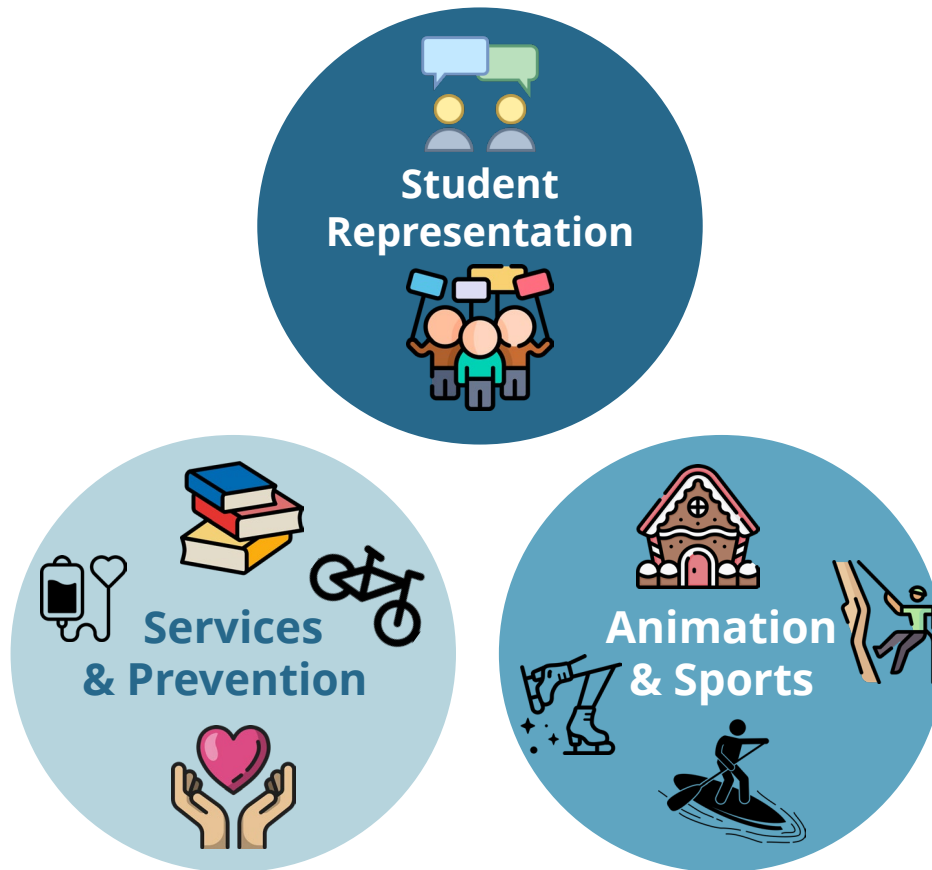 Student
Representation
Services
& Prevention
Animation
& Sports